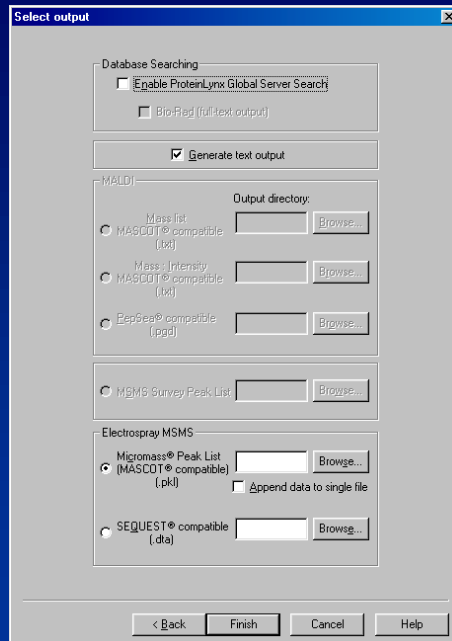 Select output
Database Searching
Enable ProteinLynx Global Server Search
Bio-Rad (full-text output)
Generate text output
MALDI
Output directory:
Mass list
MASCOT® compatible
(.txt)
Browse...
Mass : Intensity
MASCOT® compatible
(.txt)
Browse...
PepSea® compatible
(.pgd)
Browse...
MSMS Survey Peak List
Browse...
Electrospray MSMS
Micromass® Peak List
(MASCOT® compatible)
(.pkl)
Browse...
Append data to single file
SEQUEST® compatible
(.dta)
Browse...
< Back
Finish
Cancel
Help